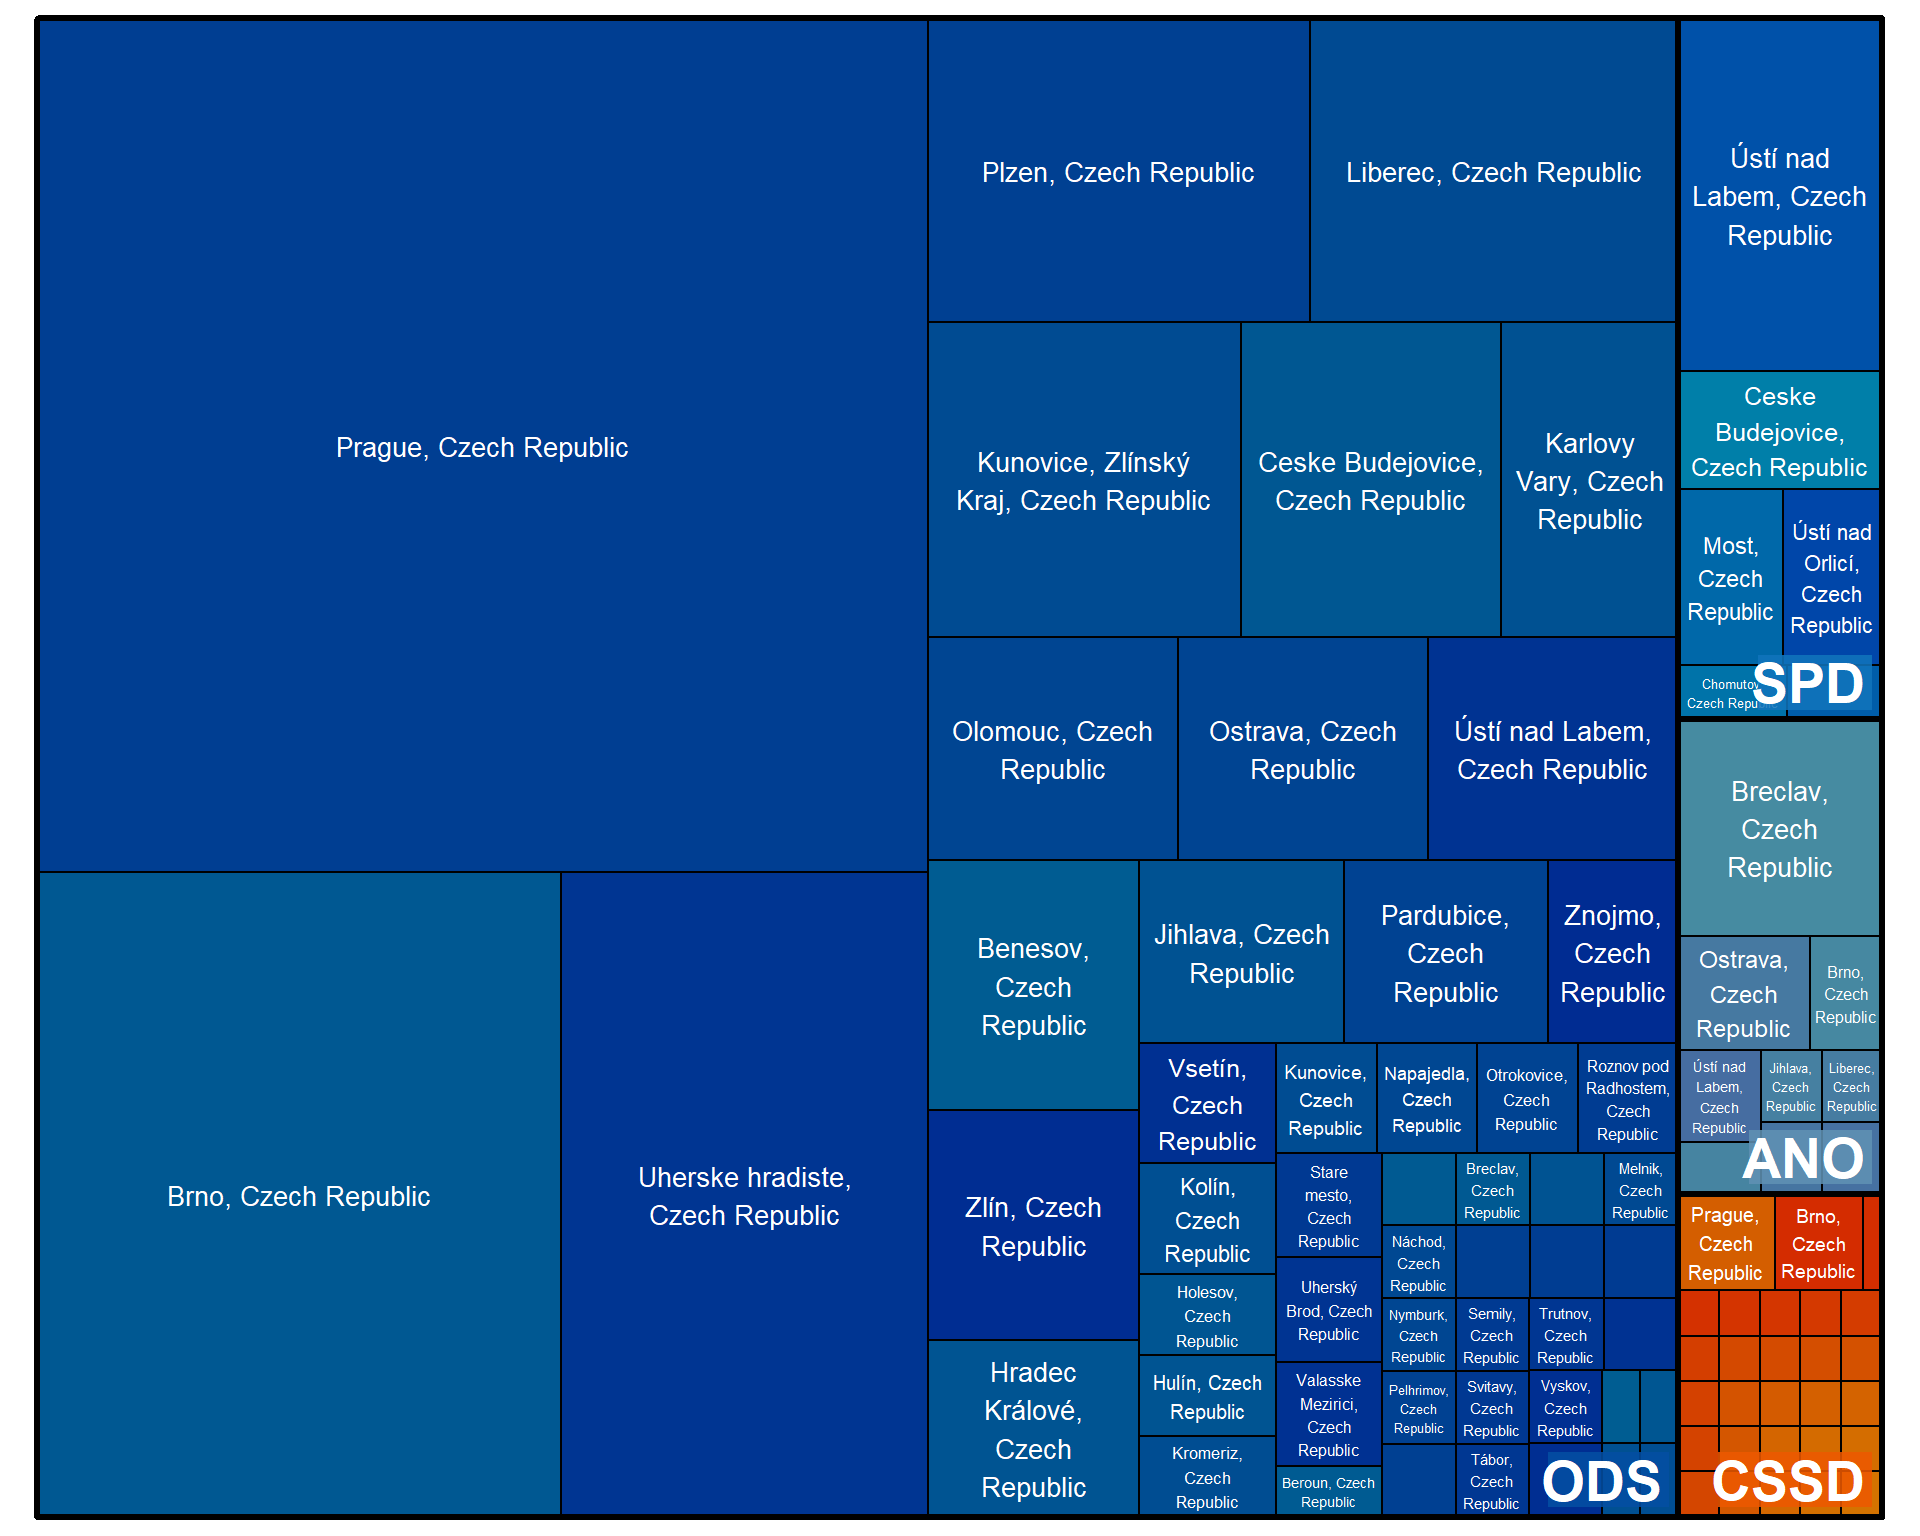 Prague, Czech Republic
Brno, Czech Republic
Uherske hradiste,
Czech Republic
Plzen, Czech Republic
Liberec, Czech Republic
Kunovice, Zlínský
Kraj, Czech Republic
Ceske Budejovice,
Czech Republic
Karlovy
Vary, Czech
Republic
Olomouc, Czech
Republic
Ostrava, Czech
Republic
Ústí nad Labem,
Czech Republic
Benesov,
Czech
Republic
Zlín, Czech
Republic
Hradec
Králové,
Czech
Republic
Jihlava, Czech
Republic
Pardubice,
Czech
Republic
Znojmo,
Czech
Republic
Vsetín,
Czech
Republic
Kolín,
Czech
Republic
Holesov,
Czech
Republic
Hulín, Czech
Republic
Kromeriz,
Czech
Republic
Kunovice,
Czech
Republic
Napajedla,
Czech
Republic
Otrokovice,
Czech
Republic
Roznov pod
Radhostem,
Czech
Republic
Stare
mesto,
Czech
Republic
Uherský
Brod, Czech
Republic
Valasske
Mezirici,
Czech
Republic
Beroun, Czech
Republic
Breclav,
Czech
Republic
Melnik,
Czech
Republic
Náchod,
Czech
Republic
Nymburk,
Czech
Republic
Semily,
Czech
Republic
Trutnov,
Czech
Republic
Pelhrimov,
Czech
Republic
Svitavy,
Czech
Republic
Vyskov,
Czech
Republic
Tábor,
Czech
Republic
ODS
Ústí nad
Labem, Czech
Republic
Ceske
Budejovice,
Czech Republic
Most,
Czech
Republic
Ústí nad
Orlicí,
Czech
Republic
Chomutov
Czech
SPD
Breclav,
Czech
Republic
Ostrava,
Czech
Republic
Brno,
Czech
Republic
Ústí nad
Labem,
Czech
Republic
Jihlava,
Czech
Republic
Liberec,
Czech
Republic
ANO
Prague,
Czech
Republic
Brno,
Czech
Republic
CSSD